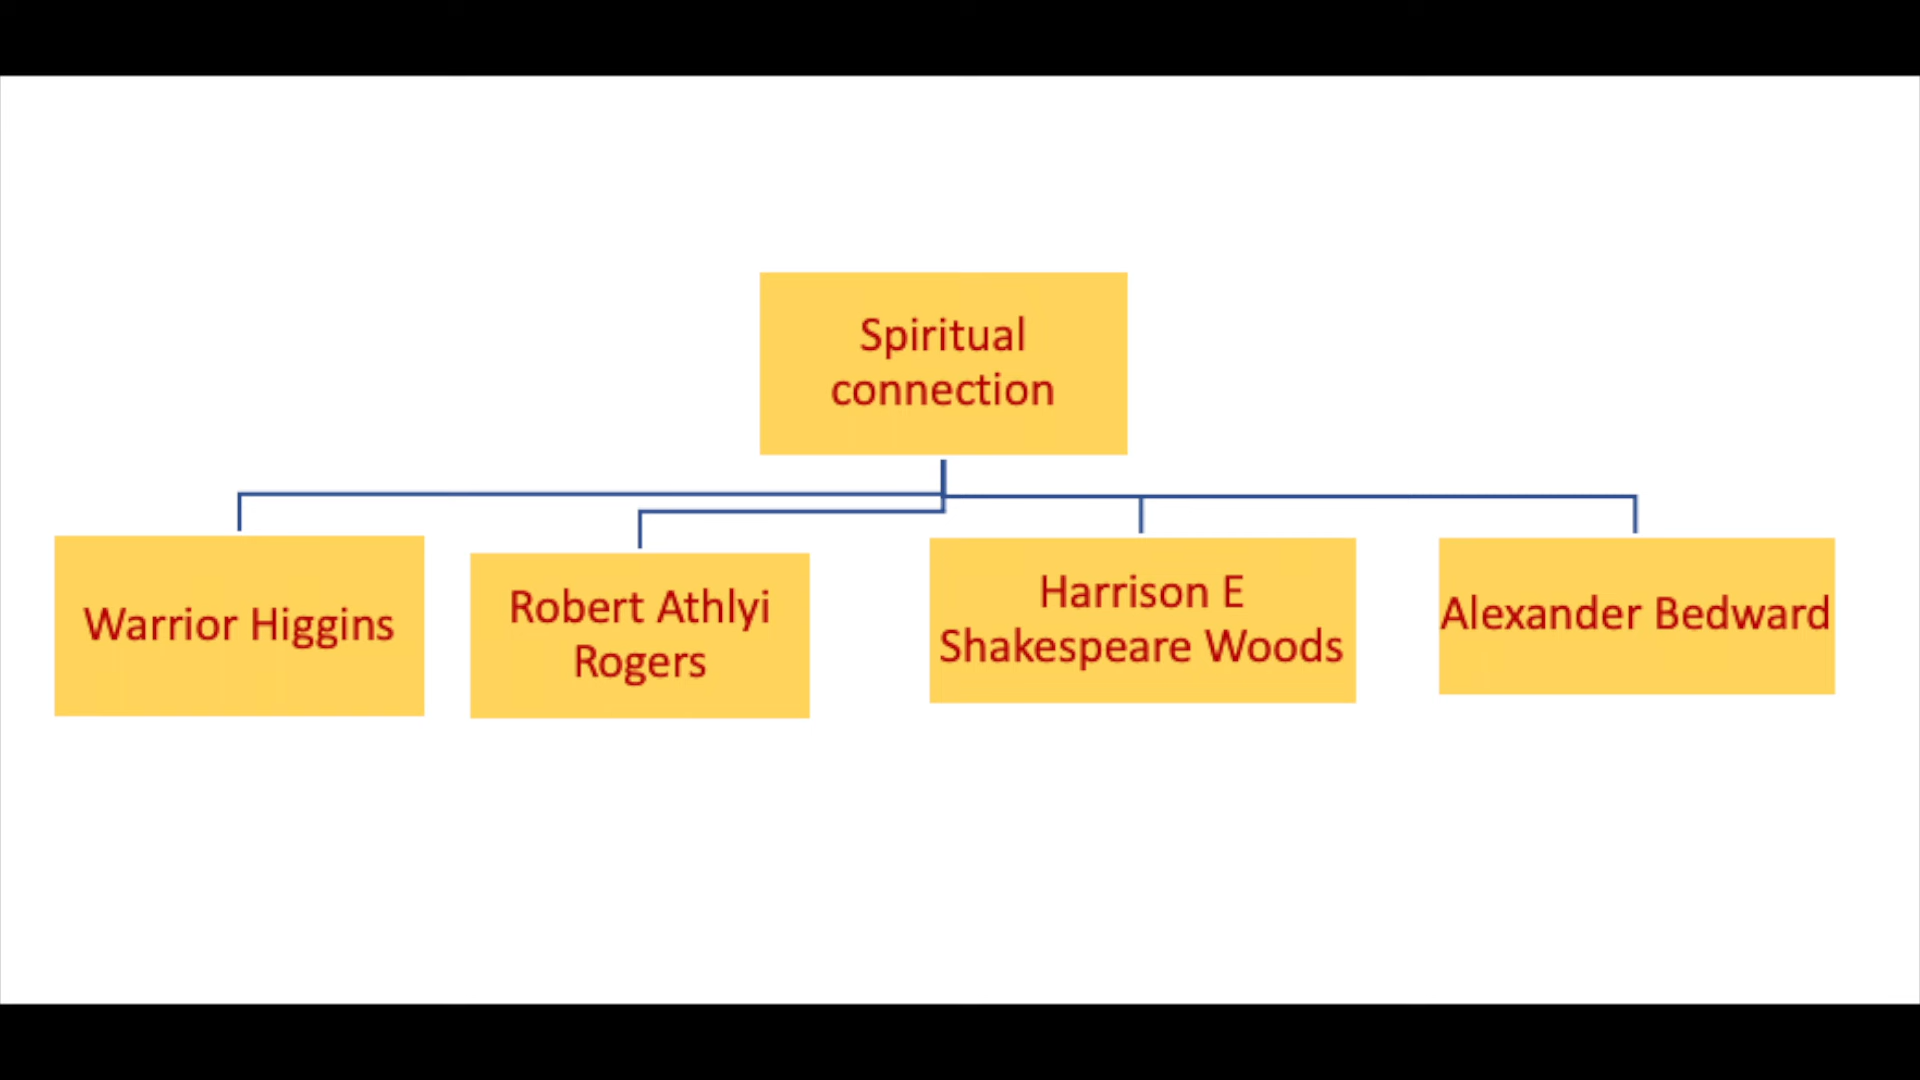 Spiritual
connection
Warrior Higgins
Robert Athlyi
Rogers
Harrison E
Shakespeare Woods
Alexander Bedward